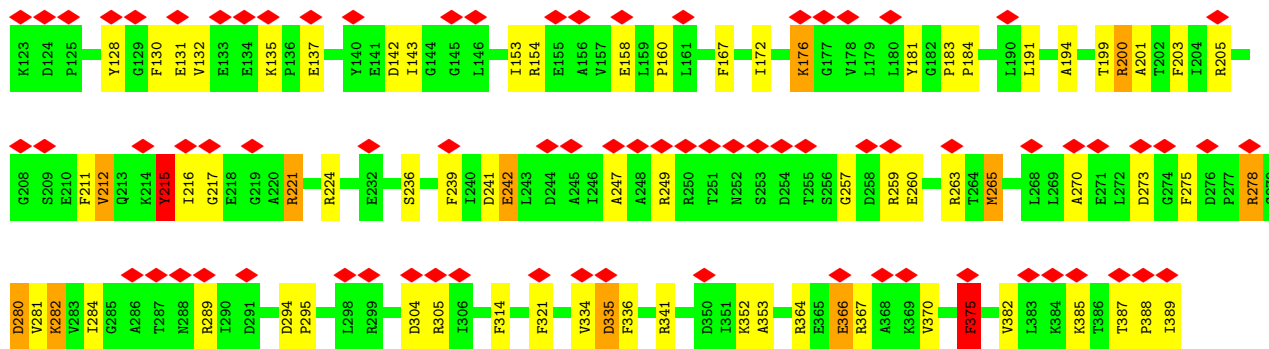 K123 D124 P125 Y128 G129 F130 E131 V132 E133 E134 K135 P136 E137 Y140 E141 D142 I143 G144 G145 L146 I153 R154 E155 A156 V157 E158 L159 P160 L161 F167 I172 K176 G177 V178 L179 L180 Y181 G182 P183 P184 L190 L191 A194 T199 R200 A201 T202 F203 I204 R205
G208 S209 E210 F211 V212 Q213 K214 Y215 I216 G217 E218 G219 A220 R221 R224 E232 S236 F239 I240 D241 E242 L243 D244 A245 I246 A247 A248 R249 R250 T251 N252 S253 D254 T255 S256 G257 D258 R259 E260 R263 T264 M265 L268 L269 A270 E271 L272 D273 G274 F275 D276 P277 R278
D280 V281 K282 V283 I284 G285 A286 T287 N288 R289 I290 D291 D294 P295 L298 R299 D304 R305 I306 F314 F321 V334 D335 F336 R341 D350 I351 K352 A353 R364 E365 E366 R367 A368 K369 V370 F375 V382 L383 K384 K385 T386 T387 P388 I389